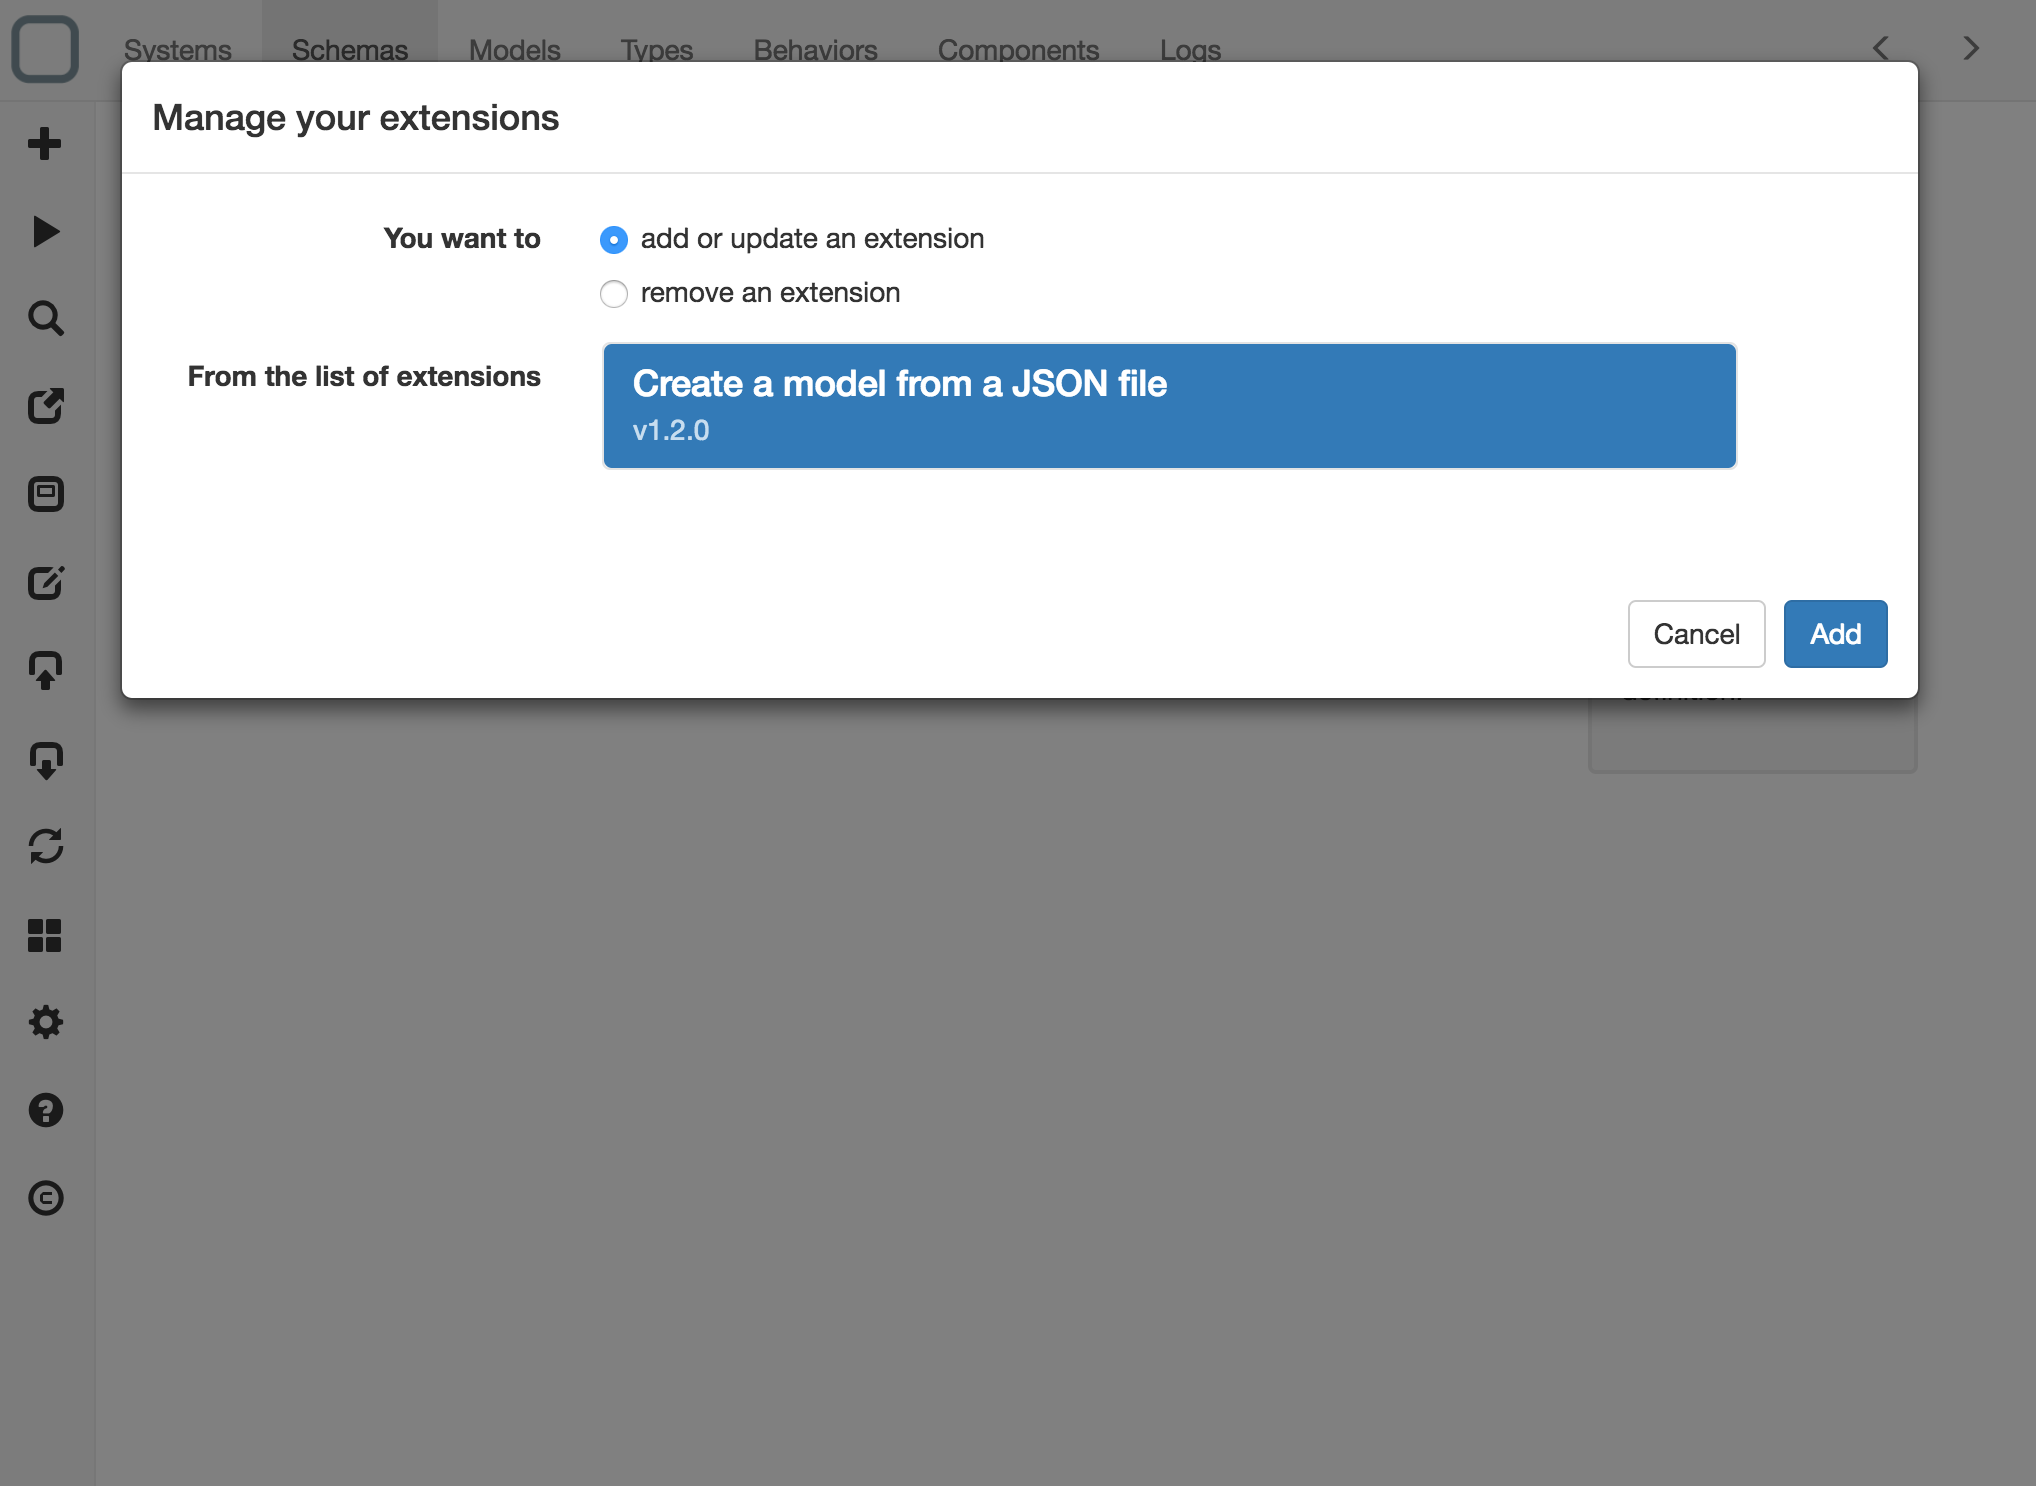 Systems Schemas Models Types Behaviors Components Logs
Manage your extensions
You want to
add or update an extension
remove an extension
From the list of extensions
Create a model from a JSON file
v1.2.0
Cancel Add